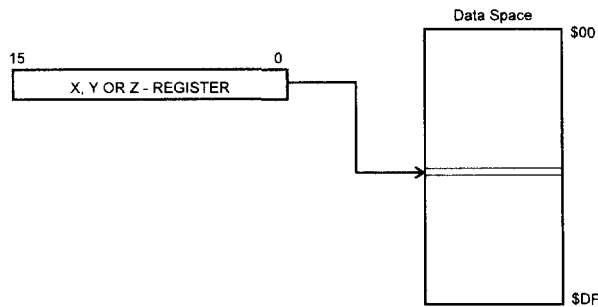 Data Space
$00
15 0
X, Y OR Z - REGISTER
$DF